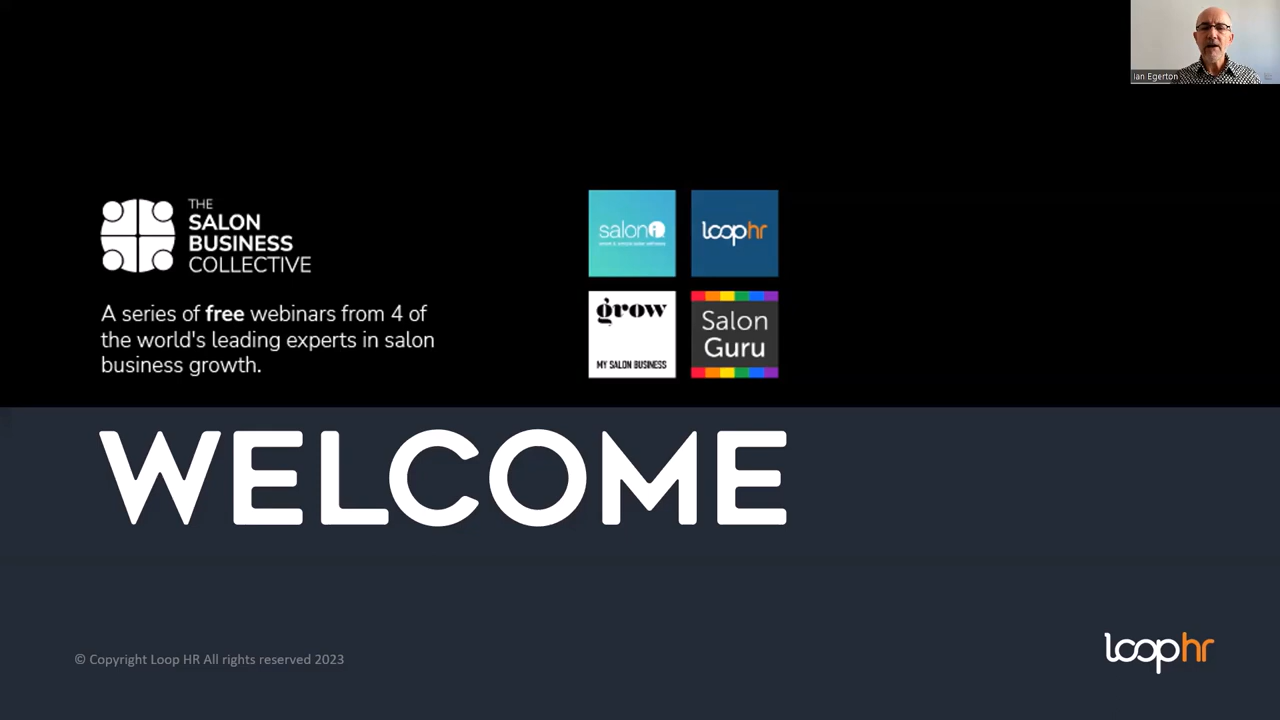 Ian Egerton
THE
SALON
BUSINESS
COLLECTIVE
A series of free webinars from 4 of
the world's leading experts in salon
business growth.
saloniQ
loophr
grow
MY SALON BUSINESS
Salon
Guru
WELCOME
© Copyright Loop HR All rights reserved 2023
loophr